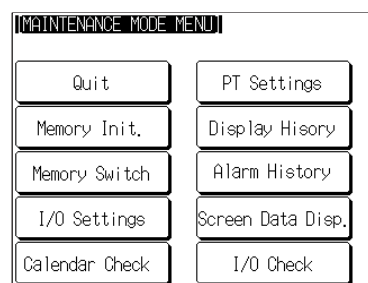 [MAINTENANCE MODE MENU]
Quit
PT Settings
Memory Init.
Display Hisory
Memory Switch
Alarm History
I/O Settings
Screen Data Disp.
Calendar Check
I/O Check